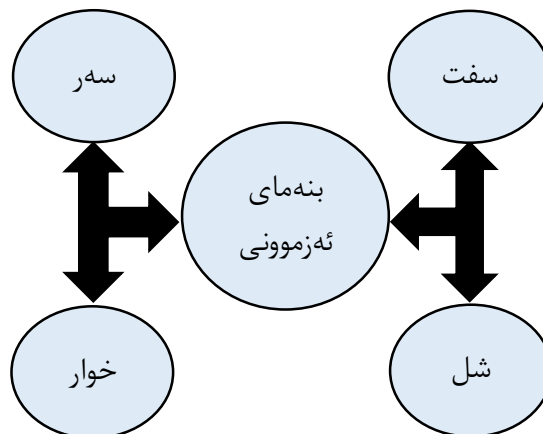 سفت
سەر
بنەمای
ئەزموونی
شل
خوار